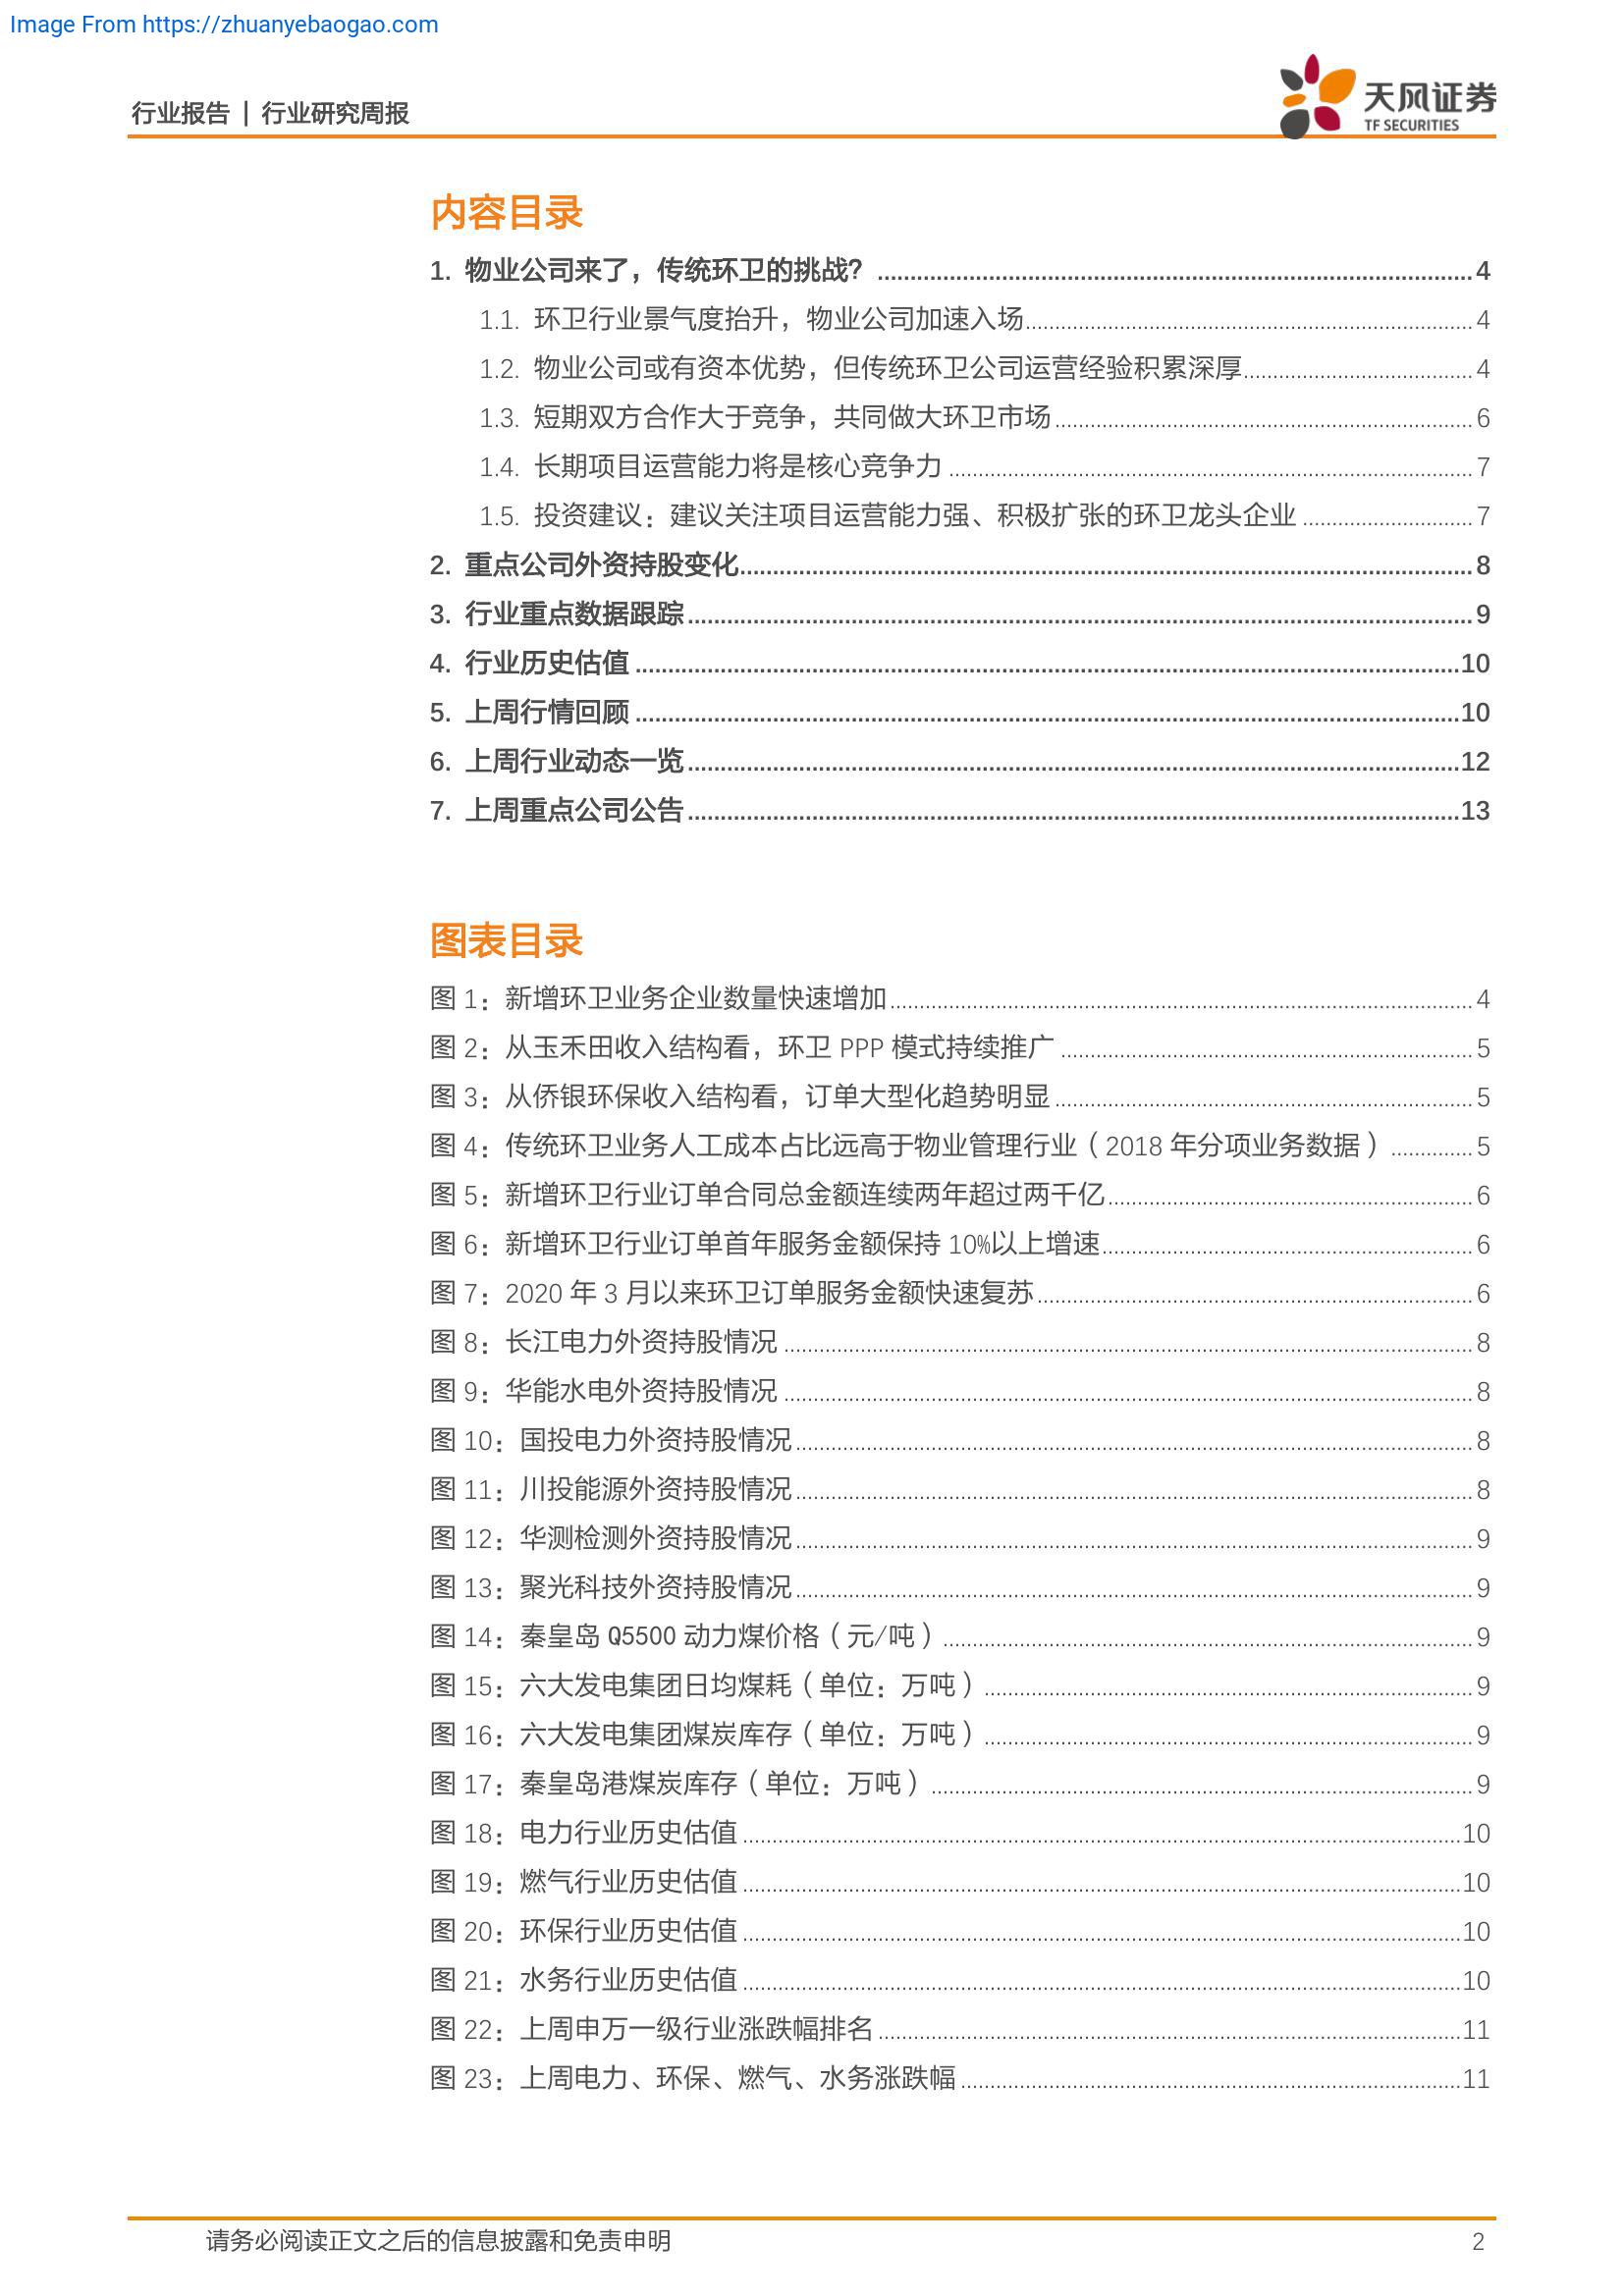 Image From https://zhuanyebaogao.com
行业报告 | 行业研究周报
天风证券
TF SECURITIES
内容目录
1. 物业公司来了，传统环卫的挑战？ 4
1.1. 环卫行业景气度抬升，物业公司加速入场 4
1.2. 物业公司或有资本优势，但传统环卫公司运营经验积累深厚 4
1.3. 短期双方合作大于竞争，共同做大环卫市场 6
1.4. 长期项目运营能力将是核心竞争力 7
1.5. 投资建议：建议关注项目运营能力强、积极扩张的环卫龙头企业 7
2. 重点公司外资持股变化 8
3. 行业重点数据跟踪 9
4. 行业历史估值 10
5. 上周行情回顾 10
6. 上周行业动态一览 12
7. 上周重点公司公告 13
图表目录
图 1：新增环卫业务企业数量快速增加 4
图 2：从玉禾田收入结构看，环卫 PPP 模式持续推广 5
图 3：从侨银环保收入结构看，订单大型化趋势明显 5
图 4：传统环卫业务人工成本占比远高于物业管理行业（2018 年分项业务数据） 5
图 5：新增环卫行业订单合同总金额连续两年超过两千亿 6
图 6：新增环卫行业订单首年服务金额保持 10%以上增速 6
图 7：2020 年 3 月以来环卫订单服务金额快速复苏 6
图 8：长江电力外资持股情况 8
图 9：华能水电外资持股情况 8
图 10：国投电力外资持股情况 8
图 11：川投能源外资持股情况 8
图 12：华测检测外资持股情况 9
图 13：聚光科技外资持股情况 9
图 14：秦皇岛 Q5500 动力煤价格（元/吨） 9
图 15：六大发电集团日均煤耗（单位：万吨） 9
图 16：六大发电集团煤炭库存（单位：万吨） 9
图 17：秦皇岛港煤炭库存（单位：万吨） 9
图 18：电力行业历史估值 10
图 19：燃气行业历史估值 10
图 20：环保行业历史估值 10
图 21：水务行业历史估值 10
图 22：上周申万一级行业涨跌幅排名 11
图 23：上周电力、环保、燃气、水务涨跌幅 11
请务必阅读正文之后的信息披露和免责申明 2